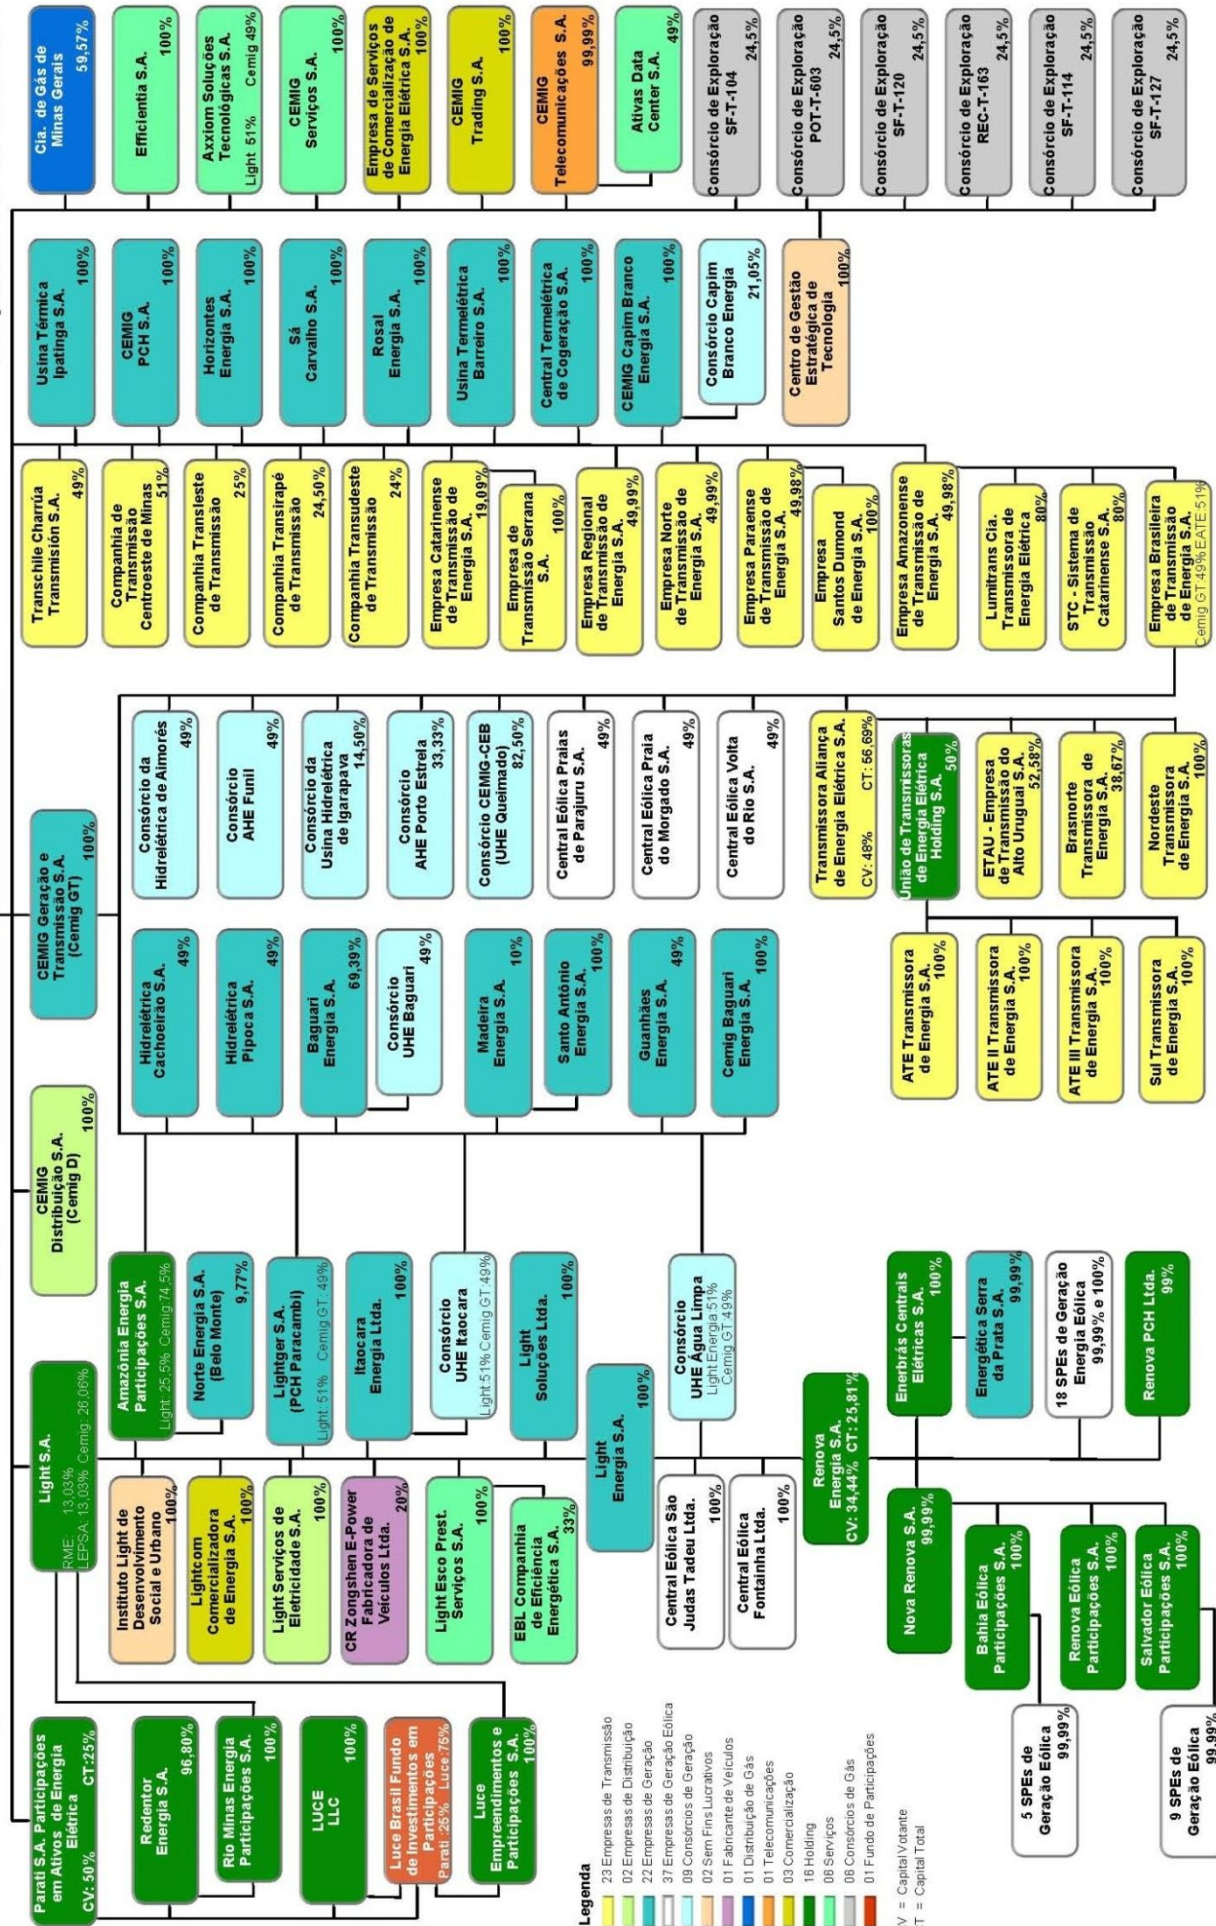 Parati S.A. Participações
em Ativos de Energia
Elétrica
CV: 50% CT:25%
Redentor
Energia S.A.
96,80%
Rio Minas Energia
Participações S.A.
100%
LUCE
LLC
100%
Luce Brasil Fundo
de Investimentos em
Participações
Parati :25% Luce:75%
Luce
Empreendimentos e
Participações S.A.
100%
Light S.A.
RME: 13,03%
LEPSA: 13,03% Cemig: 26,06%
Instituto Light de
Desenvolvimento
Social e Urbano
100%
Lightcom
Comercializadora
de Energia S.A.
100%
Light Serviços de
Eletricidade S.A.
100%
CR Zongshen E-Power
Fabricadora de
Veículos Ltda.
20%
Light Esco Prest.
Serviços S.A.
100%
EBL Companhia
de Eficiência
Energética S.A.
33%
Amazônia Energia
Participações S.A.
Light: 25,5% Cemig:74,5%
Norte Energia S.A.
(Belo Monte)
9,77%
Lightger S.A.
(PCH Paracambi)
Light: 51% Cemig GT: 49%
Itaocara
Energia Ltda.
100%
Consórcio
UHE Itaocara
Light:51% Cemig GT:49%
Light
Soluções Ltda.
100%
Light
Energia S.A.
100%
Consórcio
UHE Água Limpa
Light Energia:51%
Cemig GT:49%
Central Eólica São
Judas Tadeu Ltda.
100%
Central Eólica
Fontainha Ltda.
100%
Renova
Energia S.A.
CV: 34,44% CT: 25,81%
Enerbrás Centrais
Elétricas S.A.
100%
Energética Serra
da Prata S.A.
99,99%
18 SPEs de Geração
Energia Eólica
99,99% e 100%
Renova PCH Ltda.
99%
Nova Renova S.A.
99,99%
Bahia Eólica
Participações S.A.
100%
Renova Eólica
Participações S.A.
100%
Salvador Eólica
Participações S.A.
100%
5 SPEs de
Geração Eólica
99,99%
9 SPEs de
Geração Eólica
99,99%
CEMIG
Distribuição S.A.
(Cemig D)
100%
CEMIG Geração e
Transmissão S.A.
(Cemig GT)
100%
Hidrelétrica
Cachoeirão S.A.
49%
Hidrelétrica
Pipoca S.A.
49%
Baguari
Energia S.A.
69,39%
Consórcio
UHE Baguari
49%
Madeira
Energia S.A.
10%
Santo Antônio
Energia S.A.
100%
Guanhães
Energia S.A.
49%
Cemig Baguari
Energia S.A.
100%
Consórcio da
Hidrelétrica de Aimorés
49%
Consórcio
AHE Funil
49%
Consórcio da
Usina Hidrelétrica
de Igarapava
14,50%
Consórcio
AHE Porto Estrela
33,33%
Consórcio CEMIG-CEB
(UHE Queimado)
82,50%
Central Eólica Praias
de Parajuru S.A.
49%
Central Eólica Praia
do Morgado S.A.
49%
Central Eólica Volta
do Rio S.A.
49%
Transmissora Aliança
de Energia Elétrica S.A.
CV: 48% CT: 56,69%
União de Transmissoras
de Energia Elétrica
Holding S.A.
50%
ETAU - Empresa
de Transmissão do
Alto Uruguai S.A.
52,58%
Brasnorte
Transmissora de
Energia S.A.
38,67%
Nordeste
Transmissora
de Energia S.A.
100%
ATE Transmissora
de Energia S.A.
100%
ATE II Transmissora
de Energia S.A.
100%
ATE III Transmissora
de Energia S.A.
100%
Sul Transmissora
de Energia S.A.
100%
Transchile Charrúa
Transmisión S.A.
49%
Companhia de
Transmissão
Centroeste de Minas
51%
Companhia Transleste
de Transmissão
25%
Companhia Transirapé
de Transmissão
24,50%
Companhia Transudeste
de Transmissão
24%
Empresa Catarinense
de Transmissão de
Energia S.A.
19,09%
Empresa de
Transmissão Serrana
S.A.
100%
Empresa Regional
de Transmissão de
Energia S.A.
49,99%
Empresa Norte
de Transmissão de
Energia S.A.
49,99%
Empresa Paraense
de Transmissão de
Energia S.A.
49,98%
Empresa
Santos Dumond
de Energia S.A.
100%
Empresa Amazonense
de Transmissão de
Energia S.A.
49,98%
Lumitrans Cia.
Transmissora de
Energia Elétrica
80%
STC - Sistema de
Transmissão
Catarinense S.A.
80%
Empresa Brasileira
de Transmissão
de Energia S.A.
Cemig GT:49%EATE:51%
Usina Térmica
Ipatinga S.A.
100%
CEMIG
PCH S.A.
100%
Horizontes
Energia S.A.
100%
Sá
Carvalho S.A.
100%
Rosal
Energia S.A.
100%
Usina Termelétrica
Barreiro S.A.
100%
Central Termelétrica
de Cogeração S.A.
100%
CEMIG Capim Branco
Energia S.A.
100%
Consórcio Capim
Branco Energia
21,05%
Centro de Gestão
Estratégica de
Tecnologia
100%
Cia. de Gás de
Minas Gerais
59,57%
Efficientia S.A.
100%
Axxiom Soluções
Tecnológicas S.A.
Light 51% Cemig 49%
CEMIG
Serviços S.A.
100%
Empresa de Serviços
de Comercialização de
Energia Elétrica S.A.
100%
CEMIG
Trading S.A.
100%
CEMIG
Telecomunicações S.A.
99,99%
Ativas Data
Center S.A.
49%
Consórcio de Exploração
SF-T-104
24,5%
Consórcio de Exploração
POT-T-603
24,5%
Consórcio de Exploração
SF-T-120
24,5%
Consórcio de Exploração
REC-T-163
24,5%
Consórcio de Exploração
SF-T-114
24,5%
Consórcio de Exploração
SF-T-127
24,5%
Legenda
23 Empresas de Transmissão
02 Empresas de Distribuição
22 Empresas de Geração
37 Empresas de Geração Eólica
09 Consórcios de Geração
02 Sem Fins Lucrativos
01 Fabricante de Veículos
01 Distribuição de Gás
01 Telecomunicações
03 Comercialização
16 Holding
06 Serviços
06 Consórcios de Gás
01 Fundo de Participações
= Capital Votante
= Capital Total